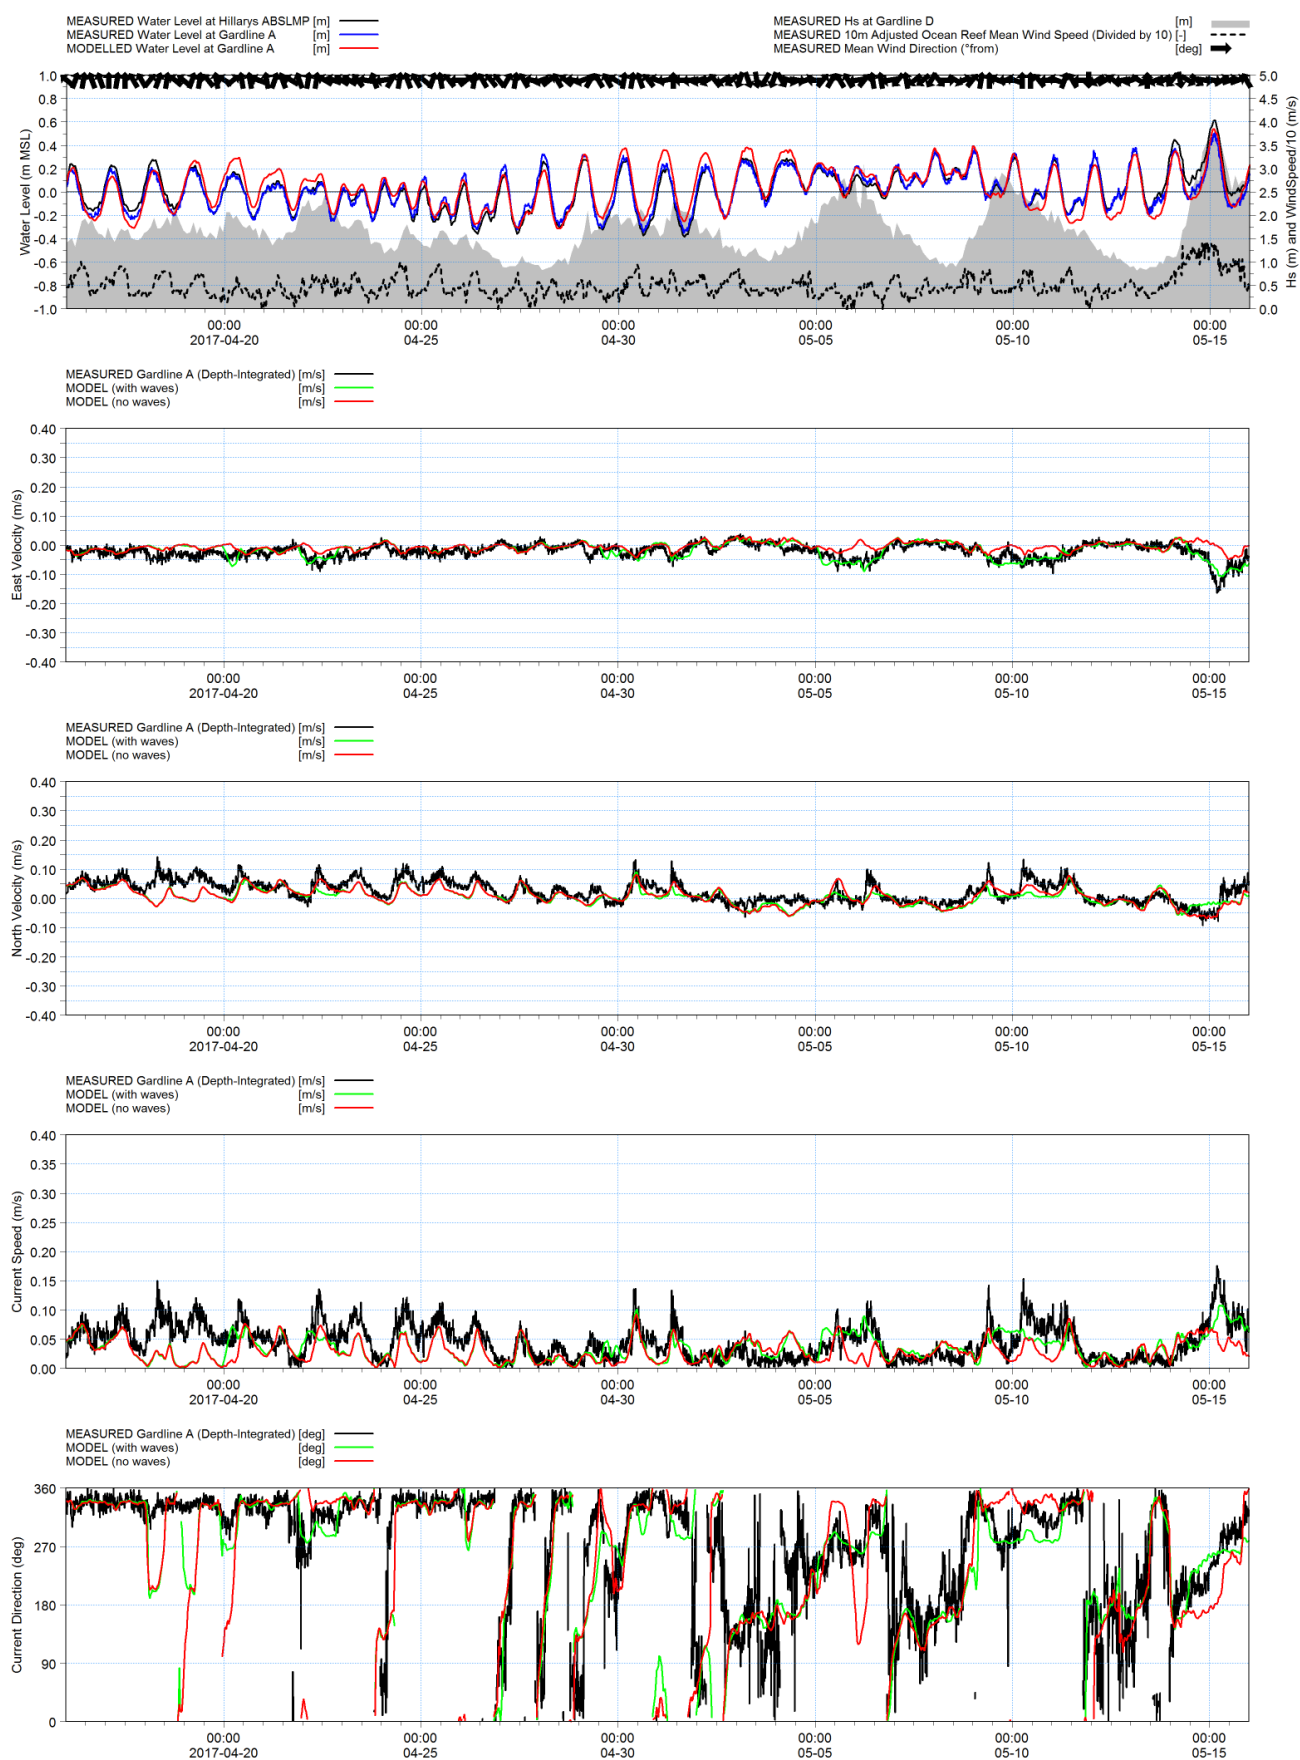 MEASURED Water Level at Hillarys ABSLMP [m]
MEASURED Water Level at Gardline A [m]
MODELLED Water Level at Gardline A [m]
MEASURED Hs at Gardline D [m]
MEASURED 10m Adjusted Ocean Reef Mean Wind Speed (Divided by 10) [-]
MEASURED Mean Wind Direction (°from) [deg]
Water Level (m MSL)
1.0
0.8
0.6
0.4
0.2
0.0
-0.2
-0.4
-0.6
-0.8
-1.0
5.0
4.5
4.0
3.5
3.0
2.5
2.0
1.5
1.0
0.5
0.0
Hs (m) and WindSpeed/10 (m/s)
00:00 00:00 00:00 00:00 00:00 00:00
2017-04-20 04-25 04-30 05-05 05-10 05-15
MEASURED Gardline A (Depth-Integrated) [m/s]
MODEL (with waves) [m/s]
MODEL (no waves) [m/s]
East Velocity (m/s)
0.40
0.30
0.20
0.10
0.00
-0.10
-0.20
-0.30
-0.40
00:00 00:00 00:00 00:00 00:00 00:00
2017-04-20 04-25 04-30 05-05 05-10 05-15
MEASURED Gardline A (Depth-Integrated) [m/s]
MODEL (with waves) [m/s]
MODEL (no waves) [m/s]
North Velocity (m/s)
0.40
0.30
0.20
0.10
0.00
-0.10
-0.20
-0.30
-0.40
00:00 00:00 00:00 00:00 00:00 00:00
2017-04-20 04-25 04-30 05-05 05-10 05-15
MEASURED Gardline A (Depth-Integrated) [m/s]
MODEL (with waves) [m/s]
MODEL (no waves) [m/s]
Current Speed (m/s)
0.40
0.35
0.30
0.25
0.20
0.15
0.10
0.05
0.00
00:00 00:00 00:00 00:00 00:00 00:00
2017-04-20 04-25 04-30 05-05 05-10 05-15
MEASURED Gardline A (Depth-Integrated) [deg]
MODEL (with waves) [deg]
MODEL (no waves) [deg]
Current Direction (deg)
360
270
180
90
0
00:00 00:00 00:00 00:00 00:00 00:00
2017-04-20 04-25 04-30 05-05 05-10 05-15